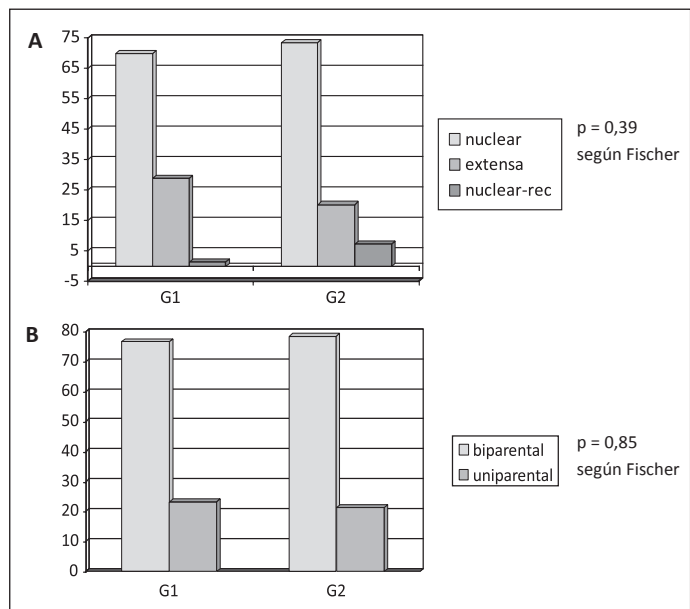 A
75
65
55
45
35
25
15
5
-5
G1
G2
nuclear
extensa
nuclear-rec
p = 0,39
según Fischer
B
80
70
60
50
40
30
20
10
0
G1
G2
biparental
uniparental
p = 0,85
según Fischer